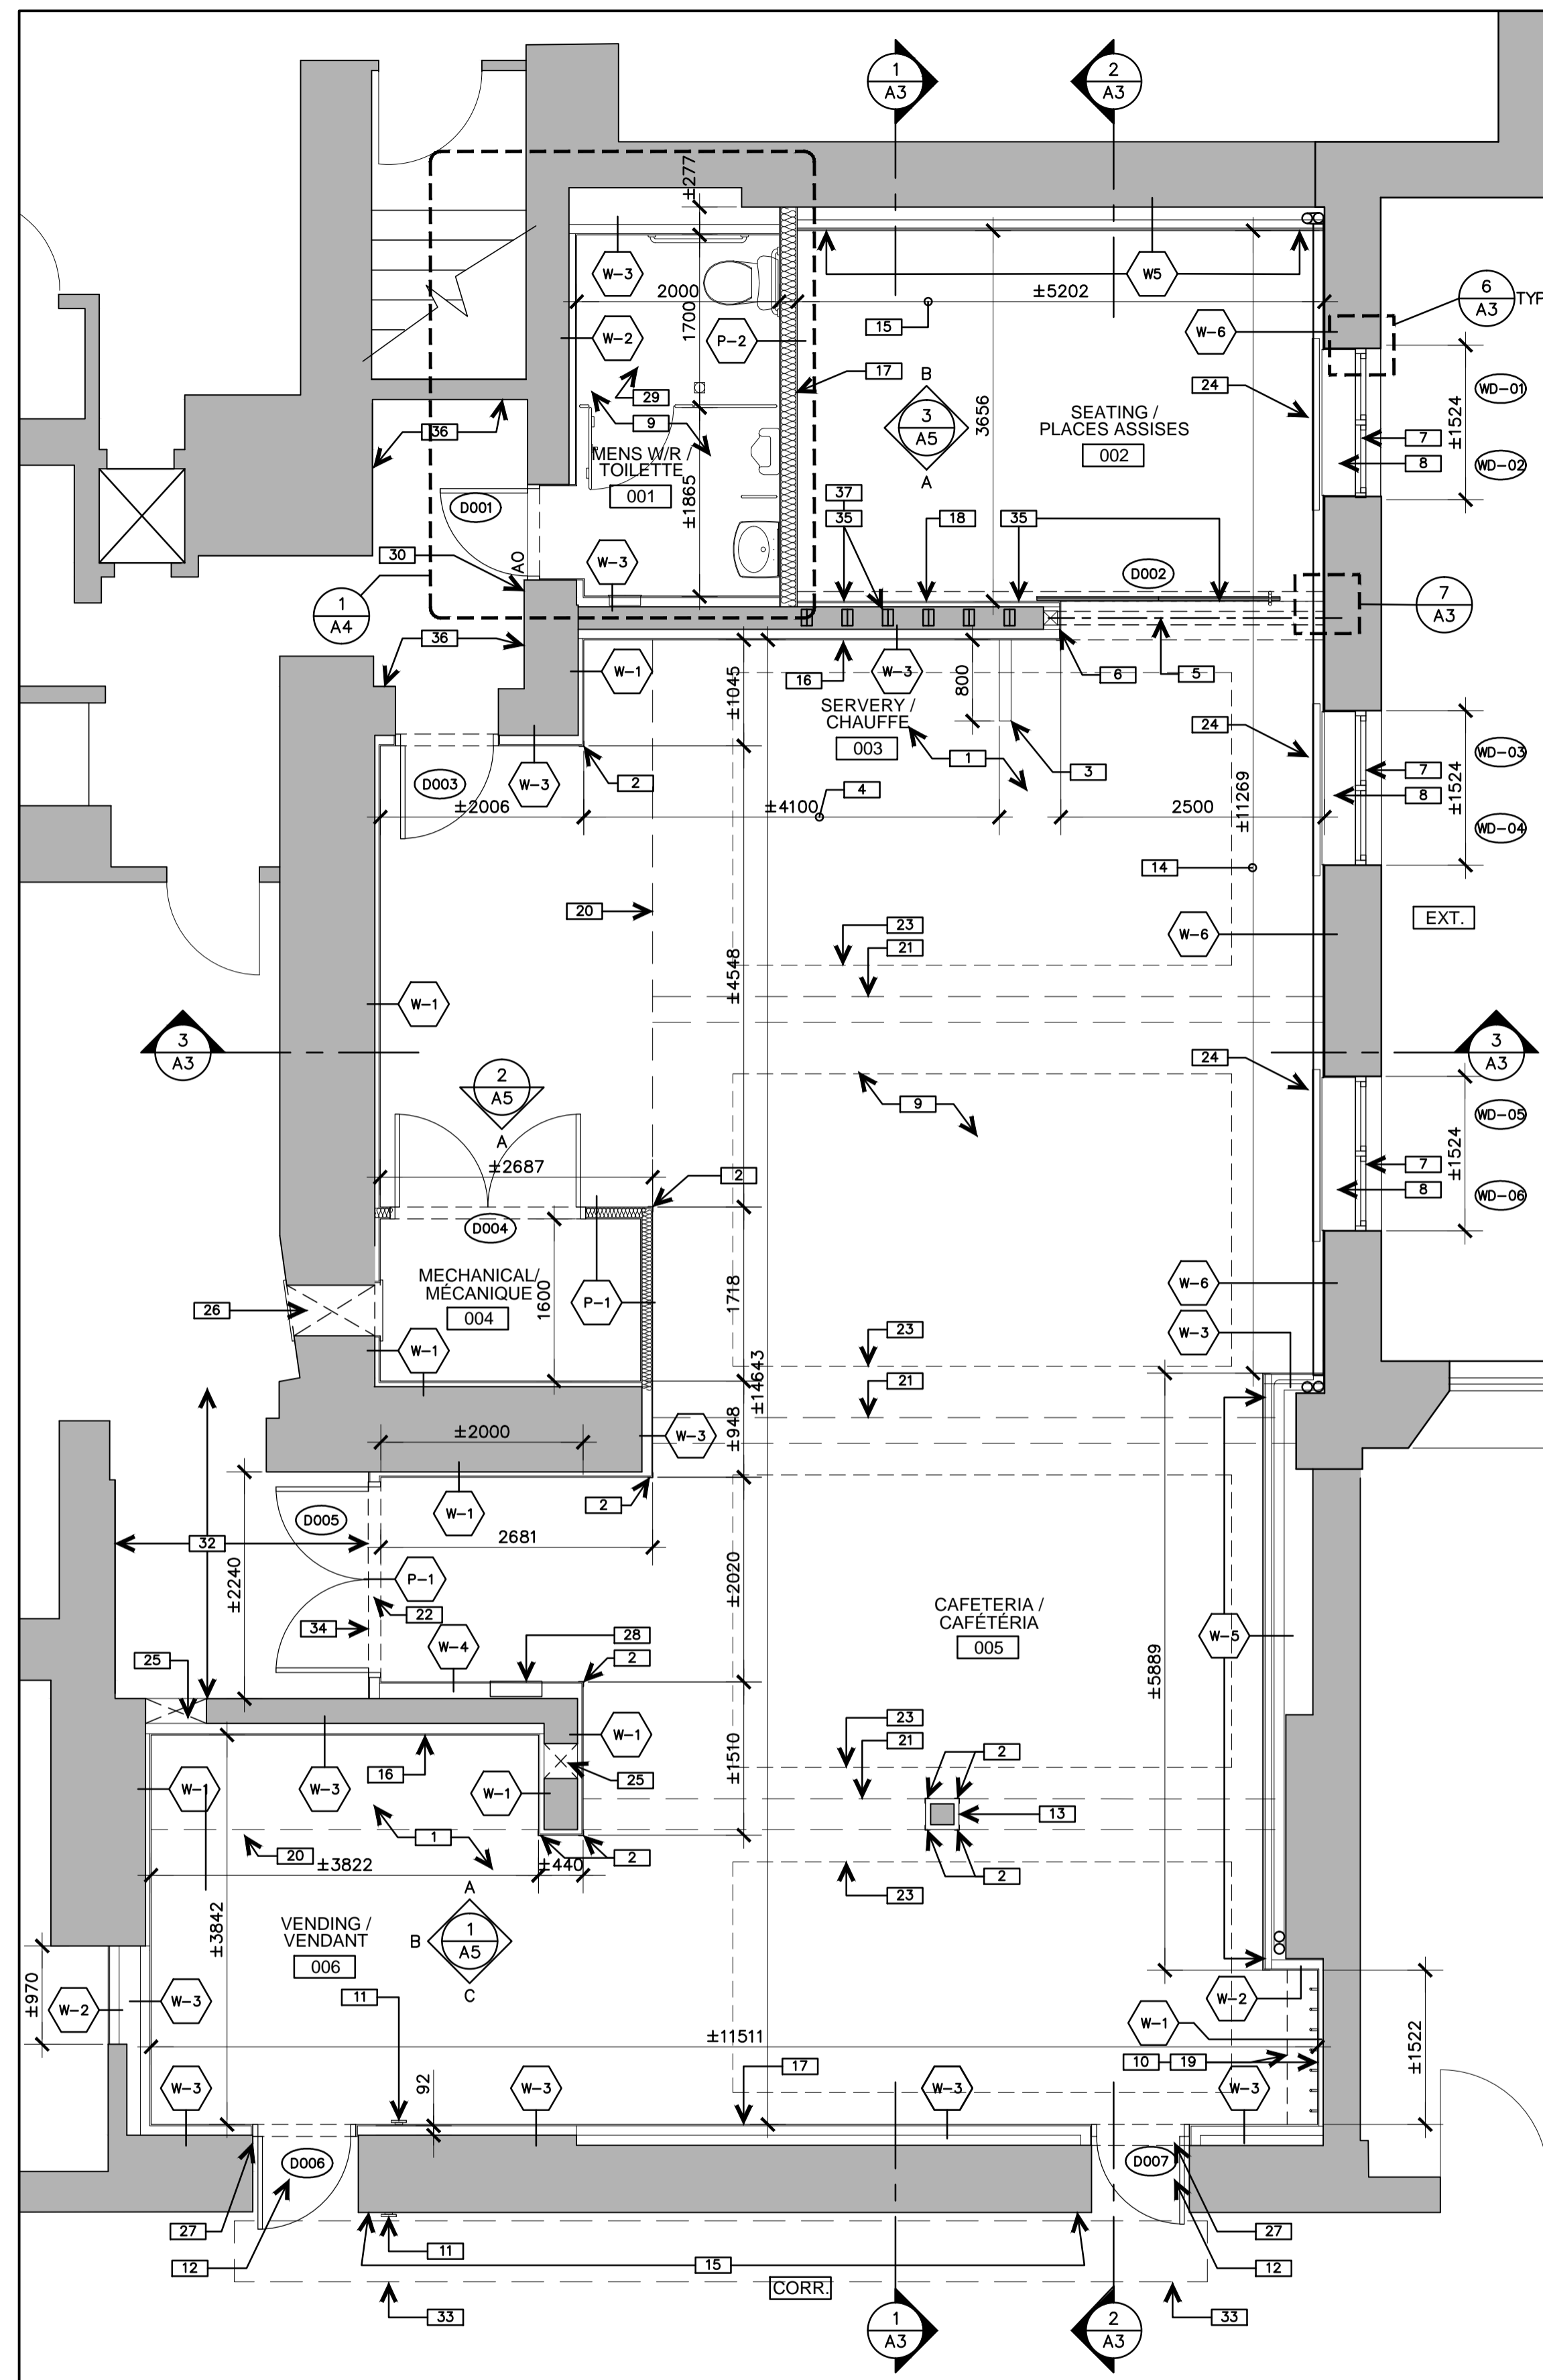 1
A3
2
A3
±277
W-3
W5
6
A3
TYP
2000
±5202
1700
15
W-2
P-2
W-6
17
B
24
WD-01
29
3
A5
3656
SEATING /
PLACES ASSISES
002
±1524
7
9
36
MENS W/R /
TOILETTE
001
8
WD-02
A
D001
±1865
37
35
18
35
30
AO
W-3
D002
1
A4
7
A3
36
W-1
16
W-3
800
6
5
±1045
SERVERY /
CHAUFFE
003
24
WD-03
D003
W-3
2
1
3
7
±1524
±2006
±4100
4
2500
±11269
8
WD-04
14
20
23
W-6
EXT.
21
±4548
W-1
3
A3
24
3
A3
2
A5
A
9
WD-05
±2687
2
7
±1524
8
WD-06
D004
MECHANICAL/
MÉCANIQUE
004
1600
P-1
1718
W-6
26
23
W-3
W-1
21
±14643
±2000
W-3
±948
W-1
2
D005
2681
32
±2240
P-1
22
±2020
34
W-4
28
2
CAFETERIA /
CAFÉTÉRIA
005
W-5
±5889
25
23
W-1
21
2
±1510
W-1
W-3
16
W-1
25
13
1
20
±3822
±440
2
2
23
±3842
A
VENDING /
VENDANT
006
B
1
A5
C
±970
W-2
W-3
11
W-2
±11511
W-1
±1522
10
19
17
W-3
92
W-3
W-3
W-3
D006
D007
27
27
12
11
15
12
CORR.
33
33
1
A3
2
A3